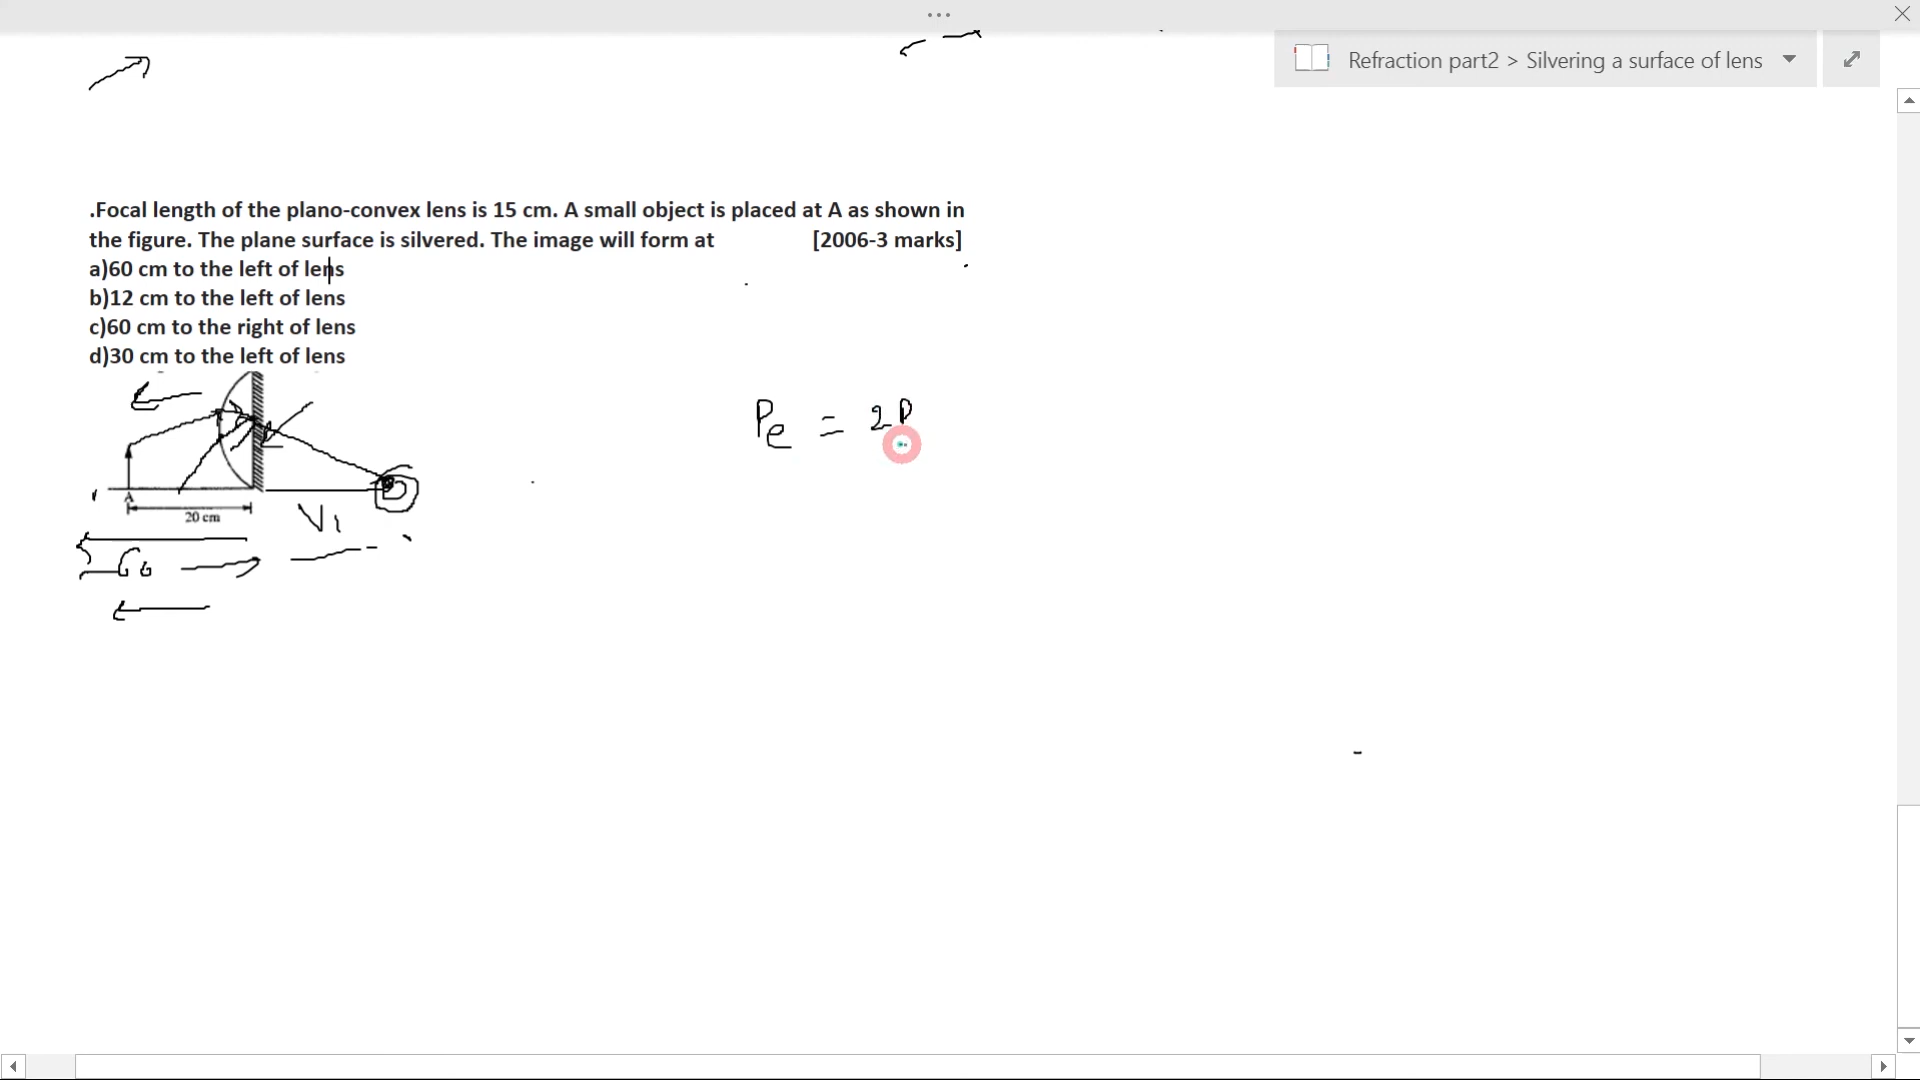 Refraction part2 > Silvering a surface of lens
.Focal length of the plano-convex lens is 15 cm. A small object is placed at A as shown in
the figure. The plane surface is silvered. The image will form at [2006-3 marks]
a)60 cm to the left of lens
b)12 cm to the left of lens
c)60 cm to the right of lens
d)30 cm to the left of lens
Pe = 2P
A
20 cm
V1